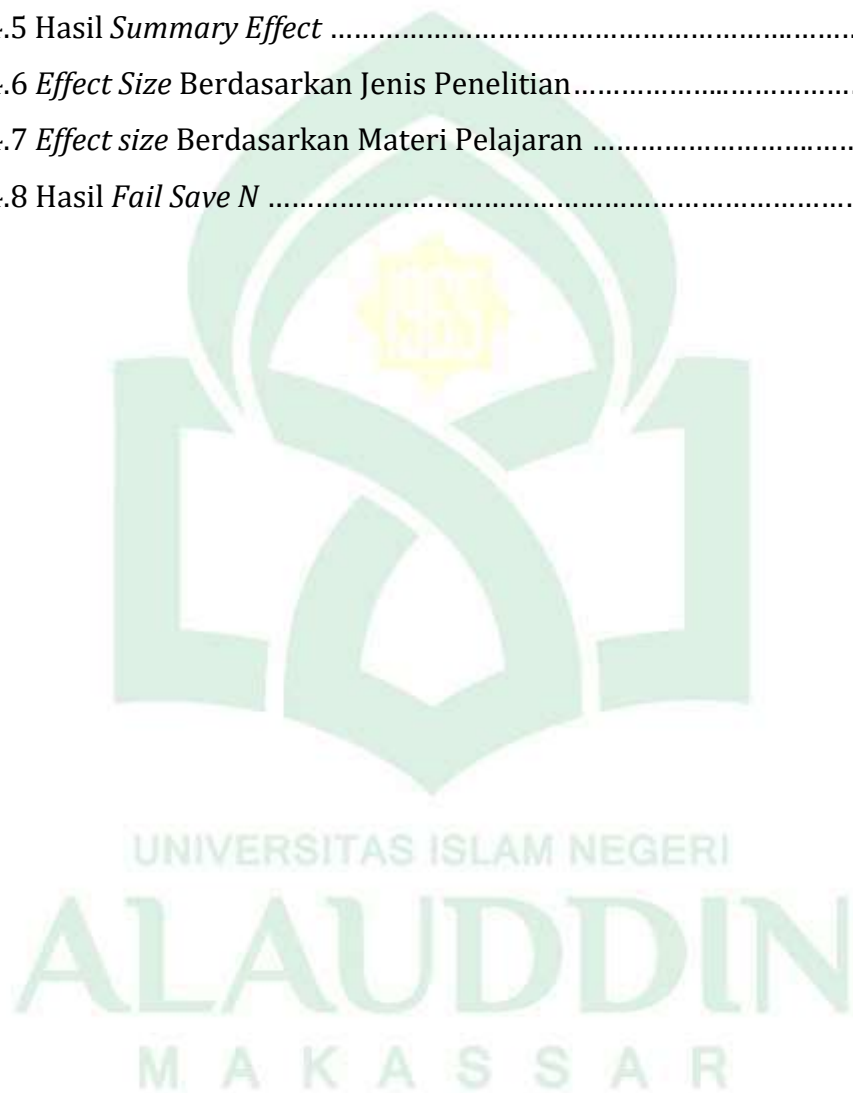 .5 Hasil Summary Effect ……………………………………………………………
.6 Effect Size Berdasarkan Jenis Penelitian………………………………
.7 Effect size Berdasarkan Materi Pelajaran ……………………………
.8 Hasil Fail Save N ……………………………………………………………………
UNIVERSITAS ISLAM NEGERI
ALAUDDIN
MAKASSAR